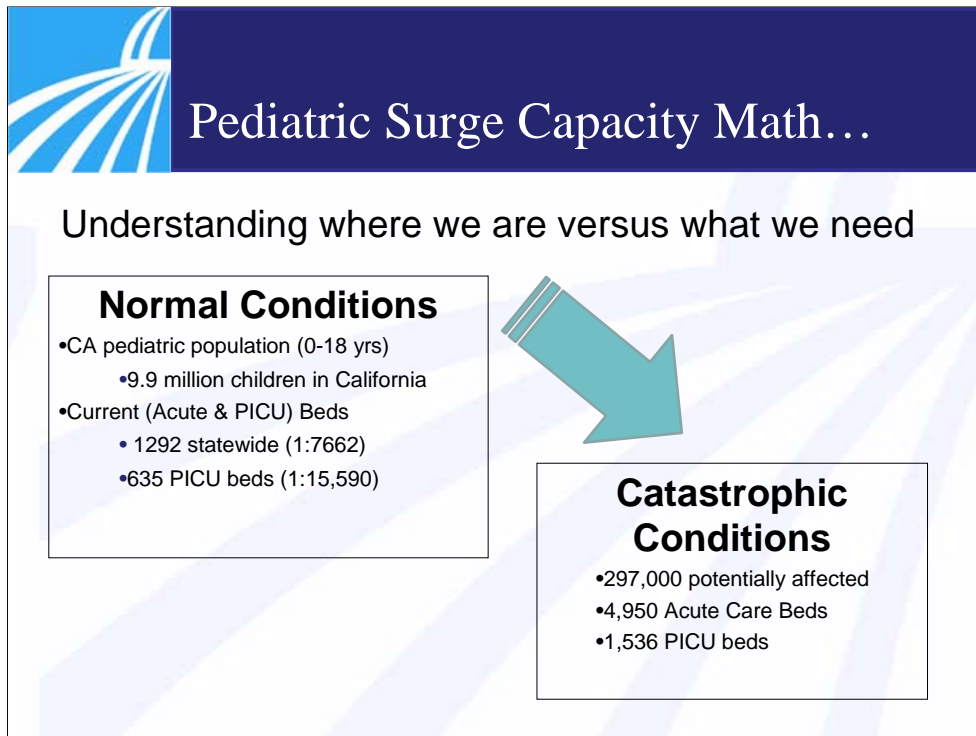 Pediatric Surge Capacity Math…
Understanding where we are versus what we need
Normal Conditions
•CA pediatric population (0-18 yrs)
•9.9 million children in California
•Current (Acute & PICU) Beds
• 1292 statewide (1:7662)
•635 PICU beds (1:15,590)
Catastrophic
Conditions
•297,000 potentially affected
•4,950 Acute Care Beds
•1,536 PICU beds